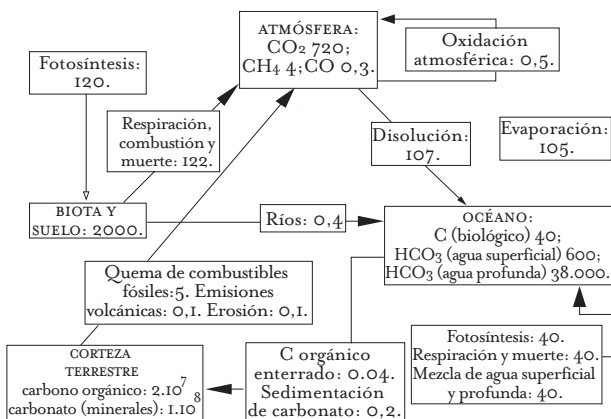 ATMÓSFERA:
CO2 720;
CH4 4; CO 0,3.
Oxidación
atmosférica: 0,5.
Fotosíntesis:
120.
Respiración,
combustión y
muerte: 122.
Disolución:
107.
Evaporación:
105.
BIOTA Y
SUELO: 2000.
Ríos: 0,4
OCÉANO:
C (biológico) 40;
HCO3 (agua superficial) 600;
HCO3 (agua profunda) 38.000.
Quema de combustibles
fósiles:5. Emisiones
volcánicas: 0,1. Erosión: 0,1.
Fotosíntesis: 40.
Respiración y muerte: 40.
Mezcla de agua superficial
y profunda: 40.
CORTEZA
TERRESTRE
carbono orgánico: 2.10^7
carbonato (minerales): 1.10^8
C orgánico
enterrado: 0.04.
Sedimentación
de carbonato: 0,2.